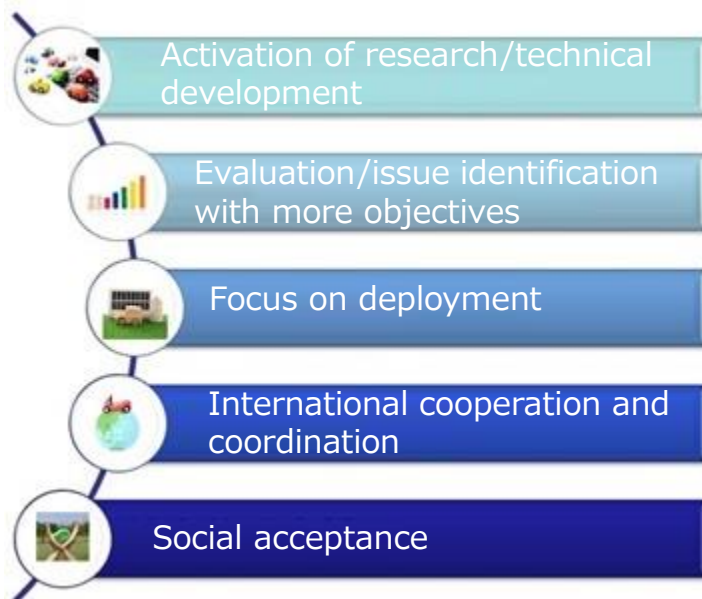 Activation of research/technical
development
Evaluation/issue identification
with more objectives
Focus on deployment
International cooperation and
coordination
Social acceptance